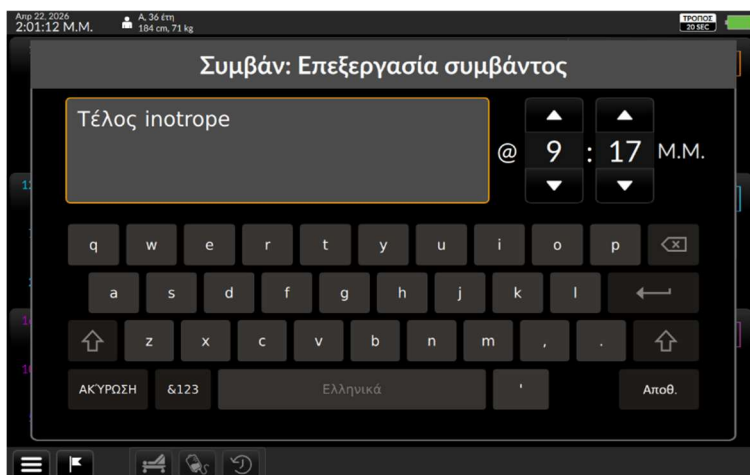 Απρ 22, 2026
2:01:12 Μ.Μ.
Α, 36 έτη
184 cm, 71 kg
ΤΡΟΠΟΣ
20 SEC
Συμβάν: Επεξεργασία συμβάντος
Τέλος inotrope
@ 9 : 17 Μ.Μ.
q w e r t y u i o p
a s d f g h j k l
z x c v b n m , .
ΑΚΎΡΩΣΗ &123 Ελληνικά ' Αποθ.